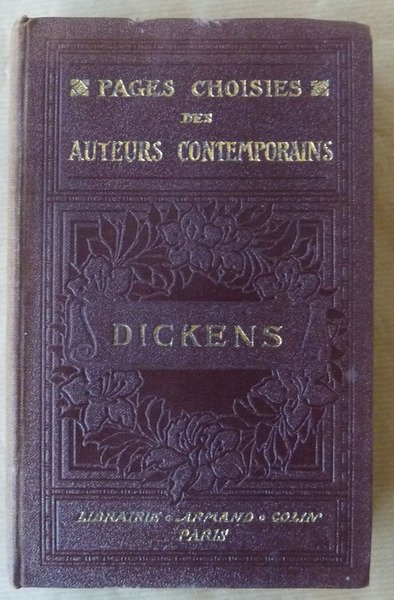 PAGES CHOISIES
DES
AUTEURS CONTEMPORAINS
DICKENS
LIBRAIRIE • ARMAND • COLIN
PARIS